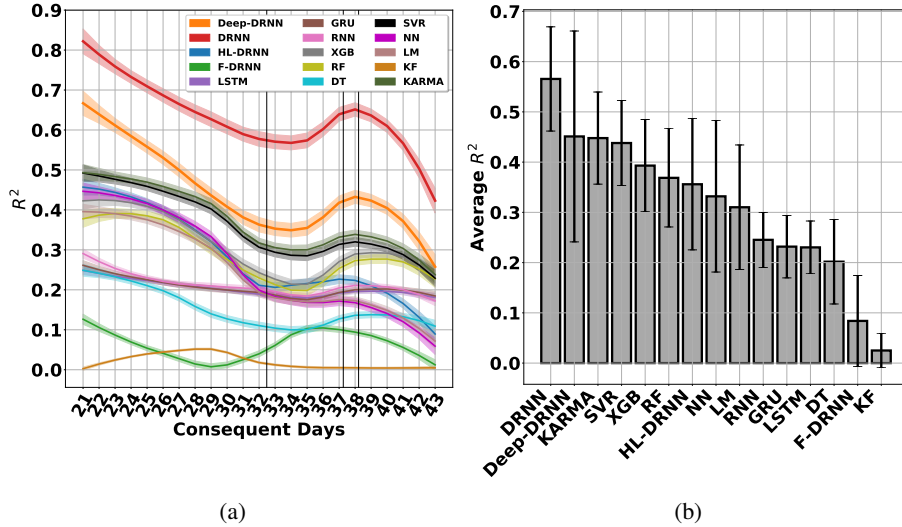 0.9
0.8
0.7
0.6
0.5
0.4
0.3
0.2
0.1
0.0
R²
Deep-DRNN
DRNN
HL-DRNN
F-DRNN
LSTM
GRU
RNN
XGB
RF
DT
SVR
NN
LM
KF
KARMA
21 22 23 24 25 26 27 28 29 30 31 32 33 34 35 36 37 38 39 40 41 42 43
Consequent Days
(a)
0.7
0.6
0.5
0.4
0.3
0.2
0.1
0.0
Average R²
DRNN
Deep-DRNN
KARMA
SVR
XGB
RF
HL-DRNN
NN
LM
RNN
GRU
LSTM
DT
F-DRNN
KF
(b)